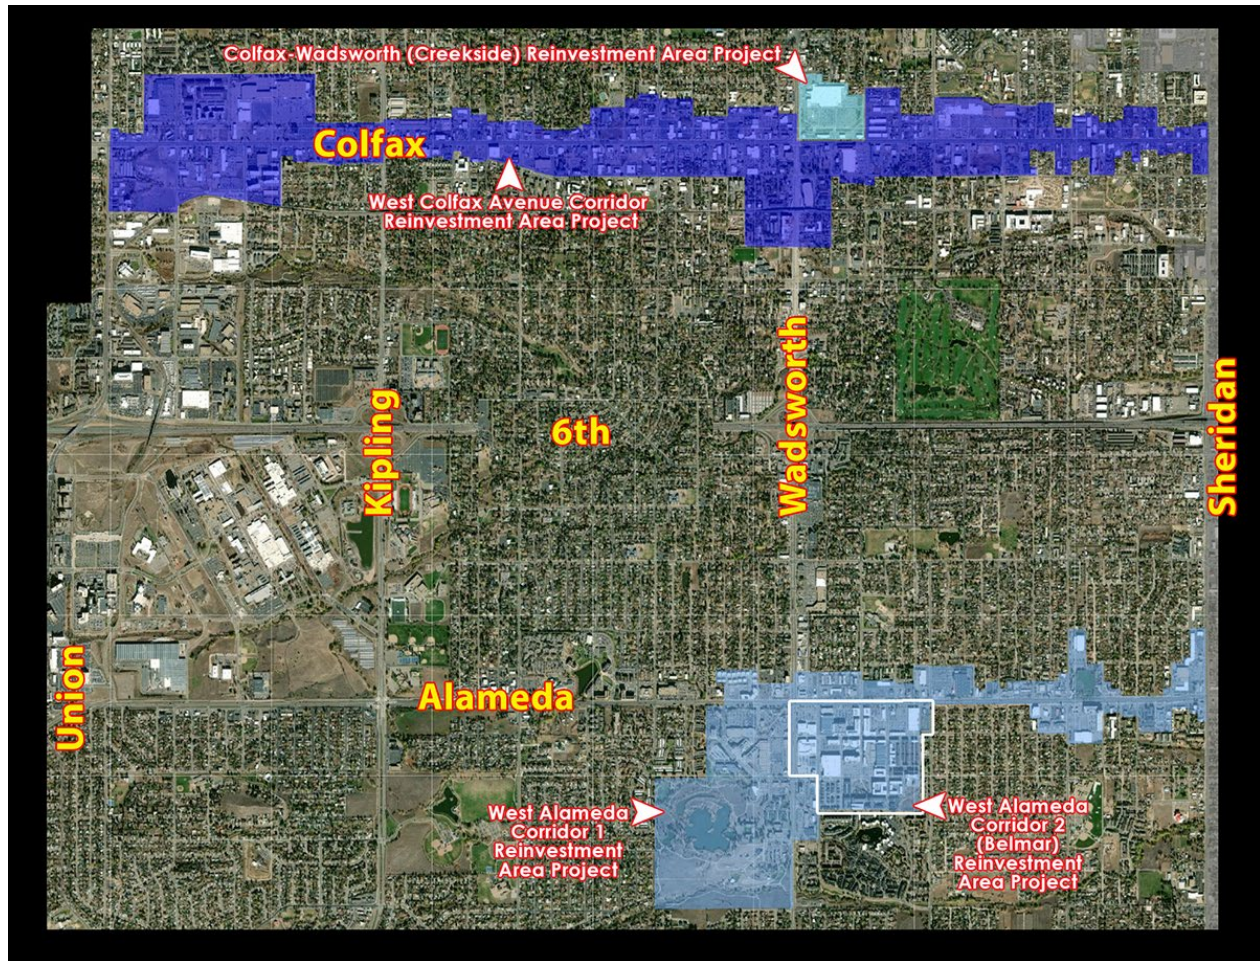 Colfax-Wadsworth (Creekside) Reinvestment Area Project
Colfax
West Colfax Avenue Corridor
Reinvestment Area Project
Wadsworth
Sheridan
Kipling
6th
Union
Alameda
West Alameda
Corridor 1
Reinvestment
Area Project
West Alameda
Corridor 2
(Belmar)
Reinvestment
Area Project